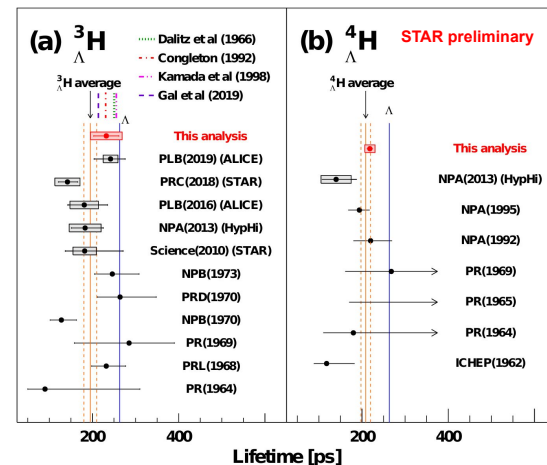 (a) ³ΛH
Dalitz et al (1966)
Congleton (1992)
Kamada et al (1998)
Gal et al (2019)
³ΛH average
Λ
This analysis
PLB(2019) (ALICE)
PRC(2018) (STAR)
PLB(2016) (ALICE)
NPA(2013) (HypHi)
Science(2010) (STAR)
NPB(1973)
PRD(1970)
NPB(1970)
PR(1969)
PRL(1968)
PR(1964)
200 400
(b) ⁴ΛH
STAR preliminary
⁴ΛH average
Λ
This analysis
NPA(2013) (HypHi)
NPA(1995)
NPA(1992)
PR(1969)
PR(1965)
PR(1964)
ICHEP(1962)
200 400
Lifetime [ps]